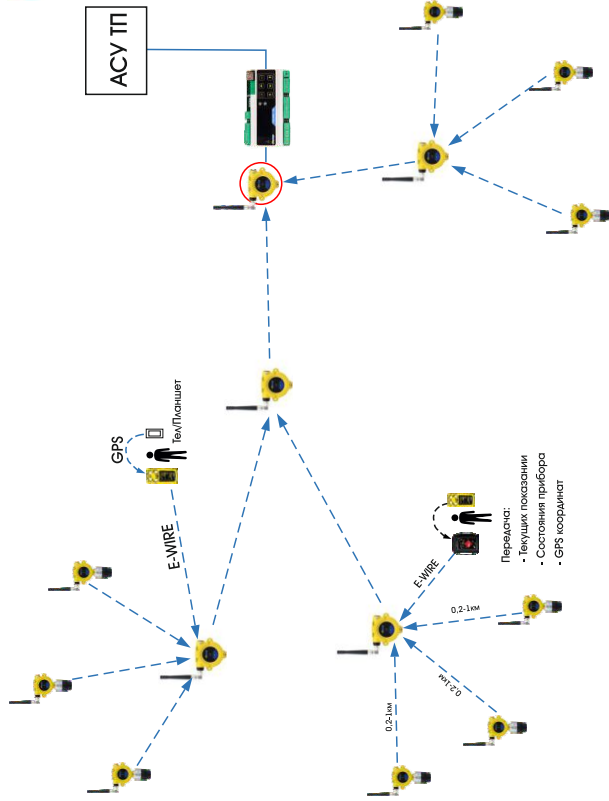 АСУ ТП
GPS
Тел/Планшет
E-WIRE
E-WIRE
Передача:
- Текущих показании
- Состояния прибора
- GPS координат
0,2-1км
0,2-1км
0,2-1км